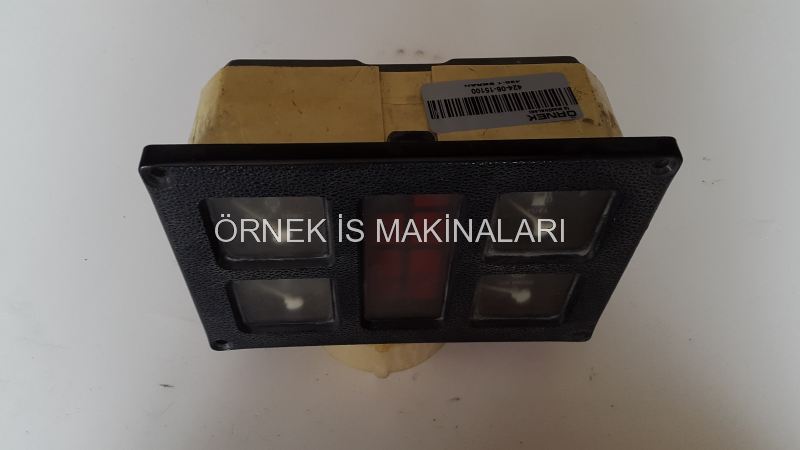 424-06-15100
ÖRNEK
ÖRNEK İS MAKİNALARI